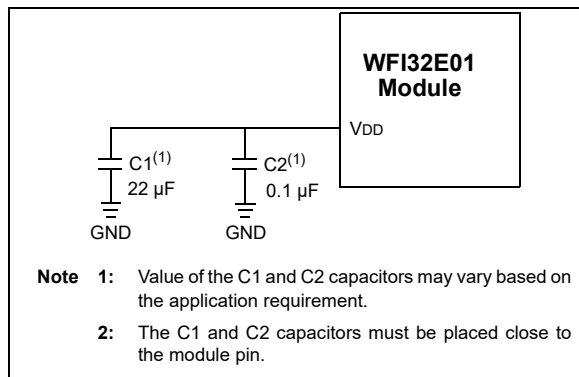 WFI32E01
Module
VDD
C1(1)
22 µF
GND
C2(1)
0.1 µF
GND
Note 1: Value of the C1 and C2 capacitors may vary based on
the application requirement.
2: The C1 and C2 capacitors must be placed close to
the module pin.